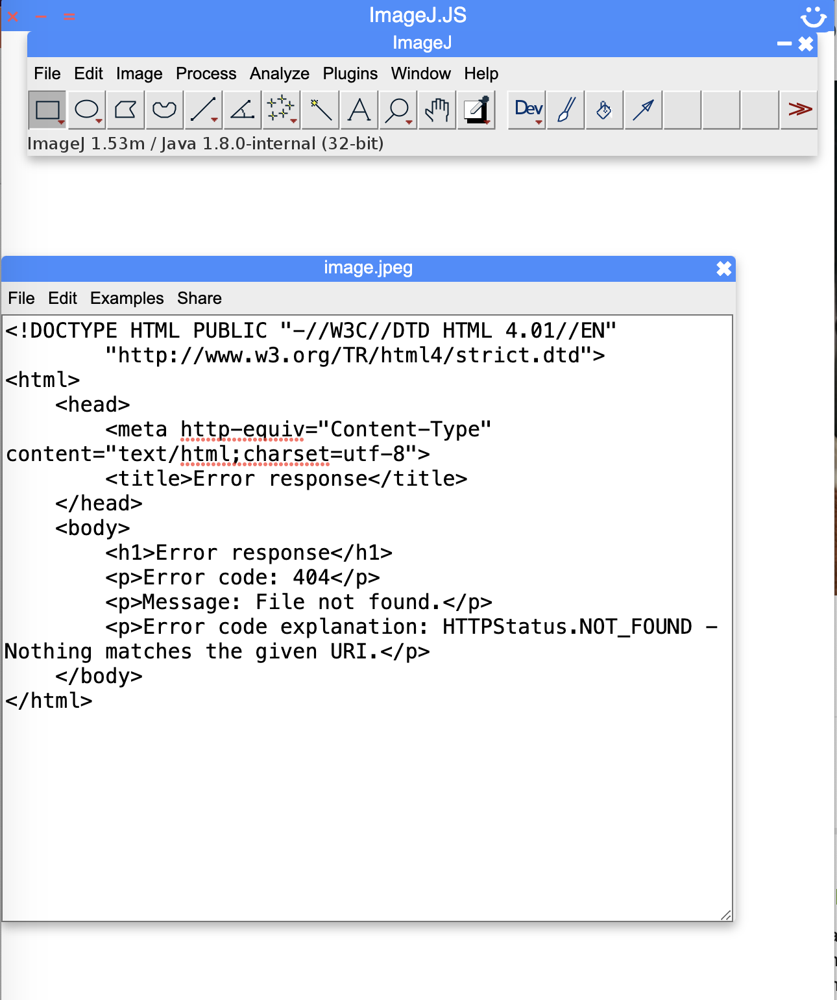 ImageJ.JS
ImageJ
File Edit Image Process Analyze Plugins Window Help
Dev
ImageJ 1.53m / Java 1.8.0-internal (32-bit)
image.jpeg
File Edit Examples Share
<!DOCTYPE HTML PUBLIC "-//W3C//DTD HTML 4.01//EN"
        "http://www.w3.org/TR/html4/strict.dtd">
<html>
    <head>
        <meta http-equiv="Content-Type"
content="text/html;charset=utf-8">
        <title>Error response</title>
    </head>
    <body>
        <h1>Error response</h1>
        <p>Error code: 404</p>
        <p>Message: File not found.</p>
        <p>Error code explanation: HTTPStatus.NOT_FOUND -
Nothing matches the given URI.</p>
    </body>
</html>